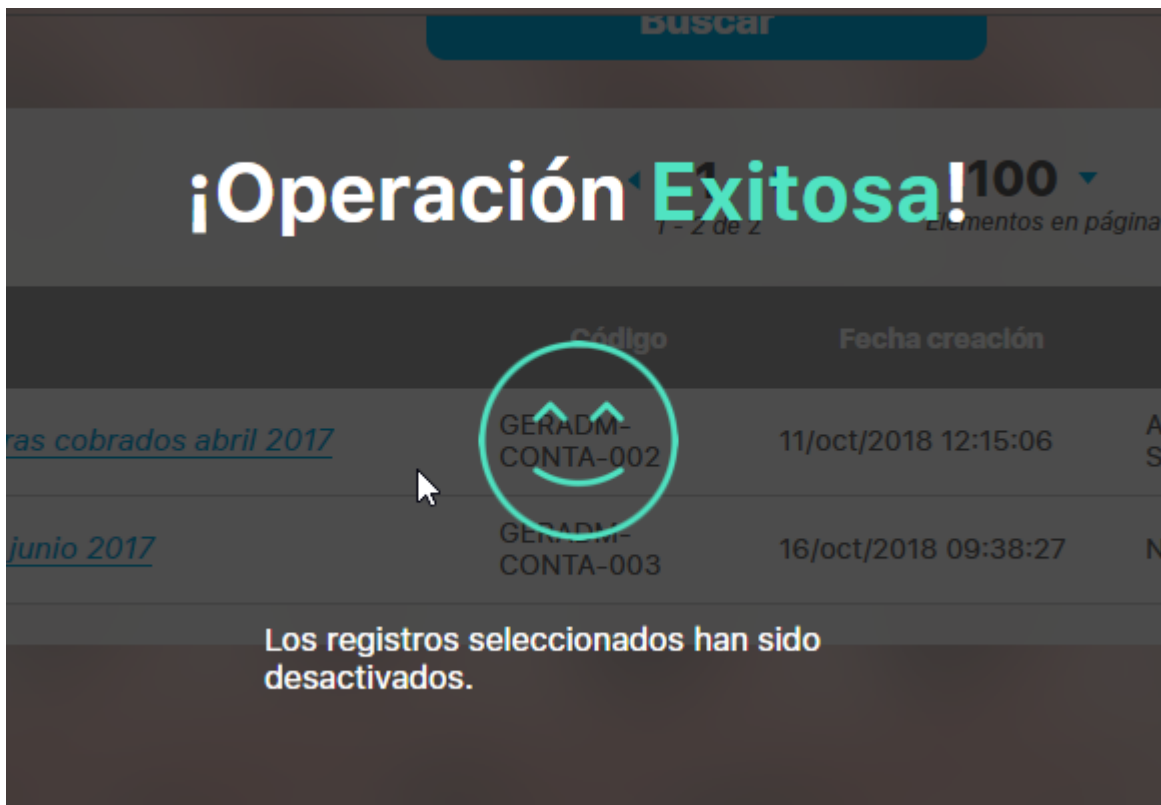 Buscar
¡Operación Exitosa!
1 100
1 - 2 de 2 Elementos en página
Código Fecha creación
ras cobrados abril 2017 GERADM-
CONTA-002 11/oct/2018 12:15:06
junio 2017 GERADM-
CONTA-003 16/oct/2018 09:38:27
Los registros seleccionados han sido
desactivados.